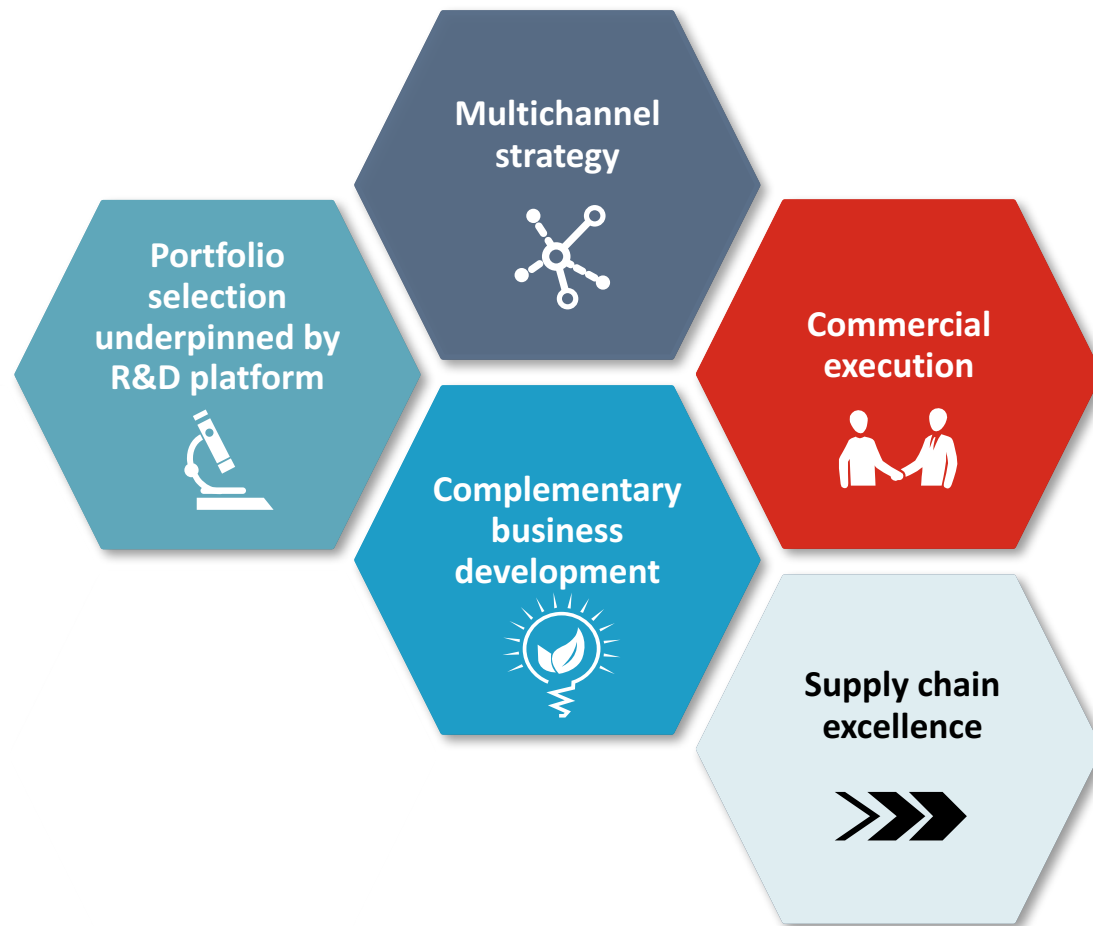 Multichannel
strategy
Portfolio
selection
underpinned by
R&D platform
Commercial
execution
Complementary
business
development
Supply chain
excellence